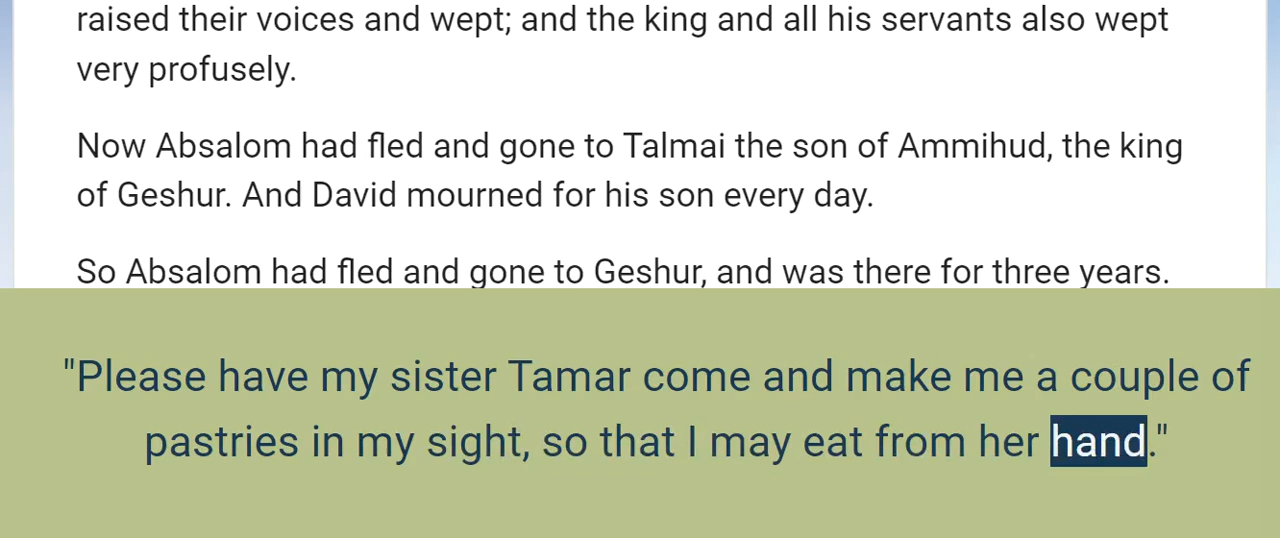 raised their voices and wept; and the king and all his servants also wept
very profusely.
Now Absalom had fled and gone to Talmai the son of Ammihud, the king
of Geshur. And David mourned for his son every day.
So Absalom had fled and gone to Geshur, and was there for three years.
"Please have my sister Tamar come and make me a couple of
pastries in my sight, so that I may eat from her hand."